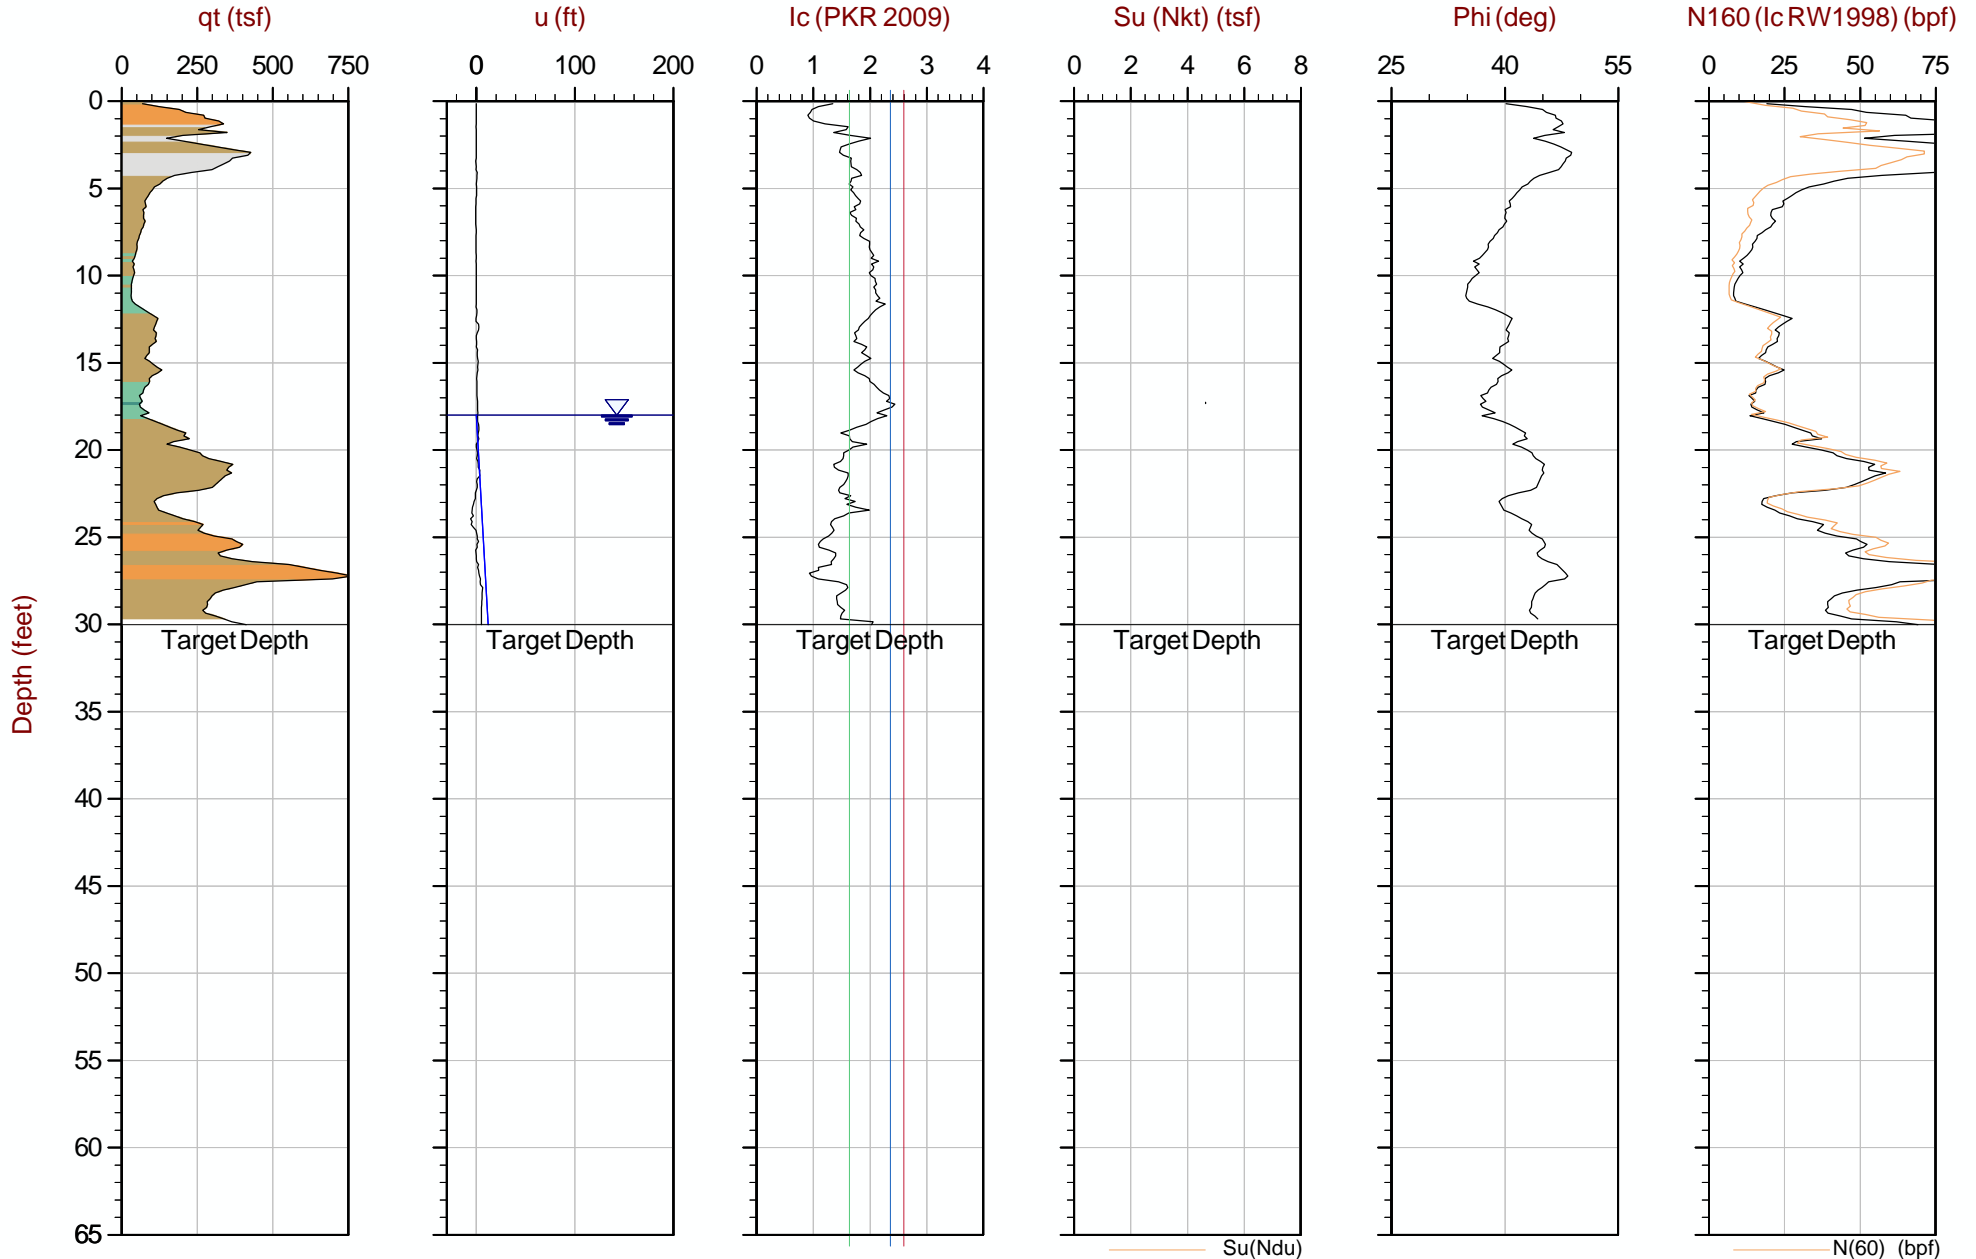 qt (tsf) u (ft) Ic (PKR 2009) Su (Nkt) (tsf) Phi (deg) N160 (Ic RW1998) (bpf)
0 250 500 750 0 100 200 0 1 2 3 4 0 2 4 6 8 25 40 55 0 25 50 75
0
5
10
15
20
25
30
Target Depth Target Depth Target Depth Target Depth Target Depth Target Depth
35
40
45
50
55
60
65
Depth (feet)
Su(Ndu) N(60) (bpf)